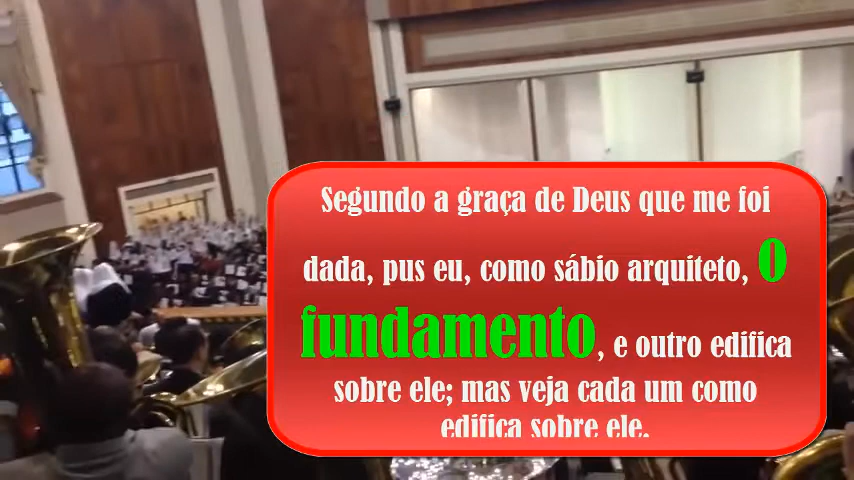 Segundo a graça de Deus que me foi
dada, pus eu, como sábio arquiteto, o
fundamento, e outro edifica
sobre ele; mas veja cada um como
edifica sobre ele.